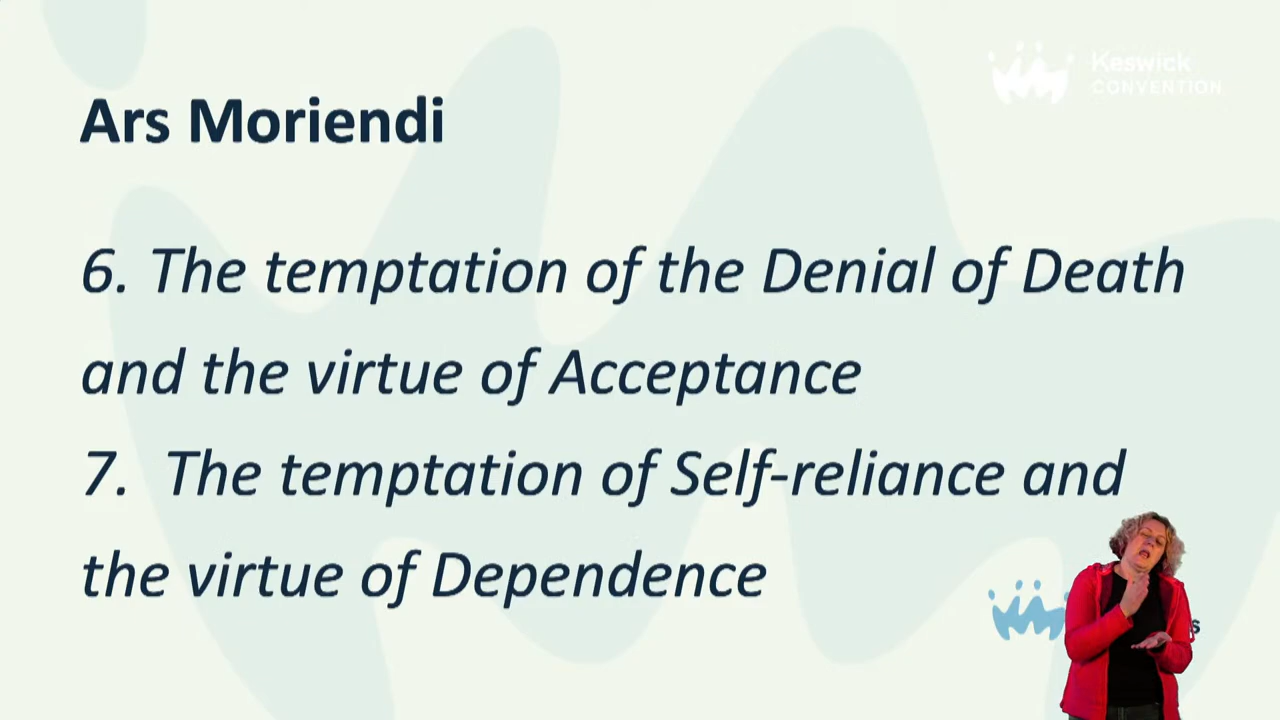 Keswick
CONVENTION
Ars Moriendi
6. The temptation of the Denial of Death
and the virtue of Acceptance
7. The temptation of Self-reliance and
the virtue of Dependence